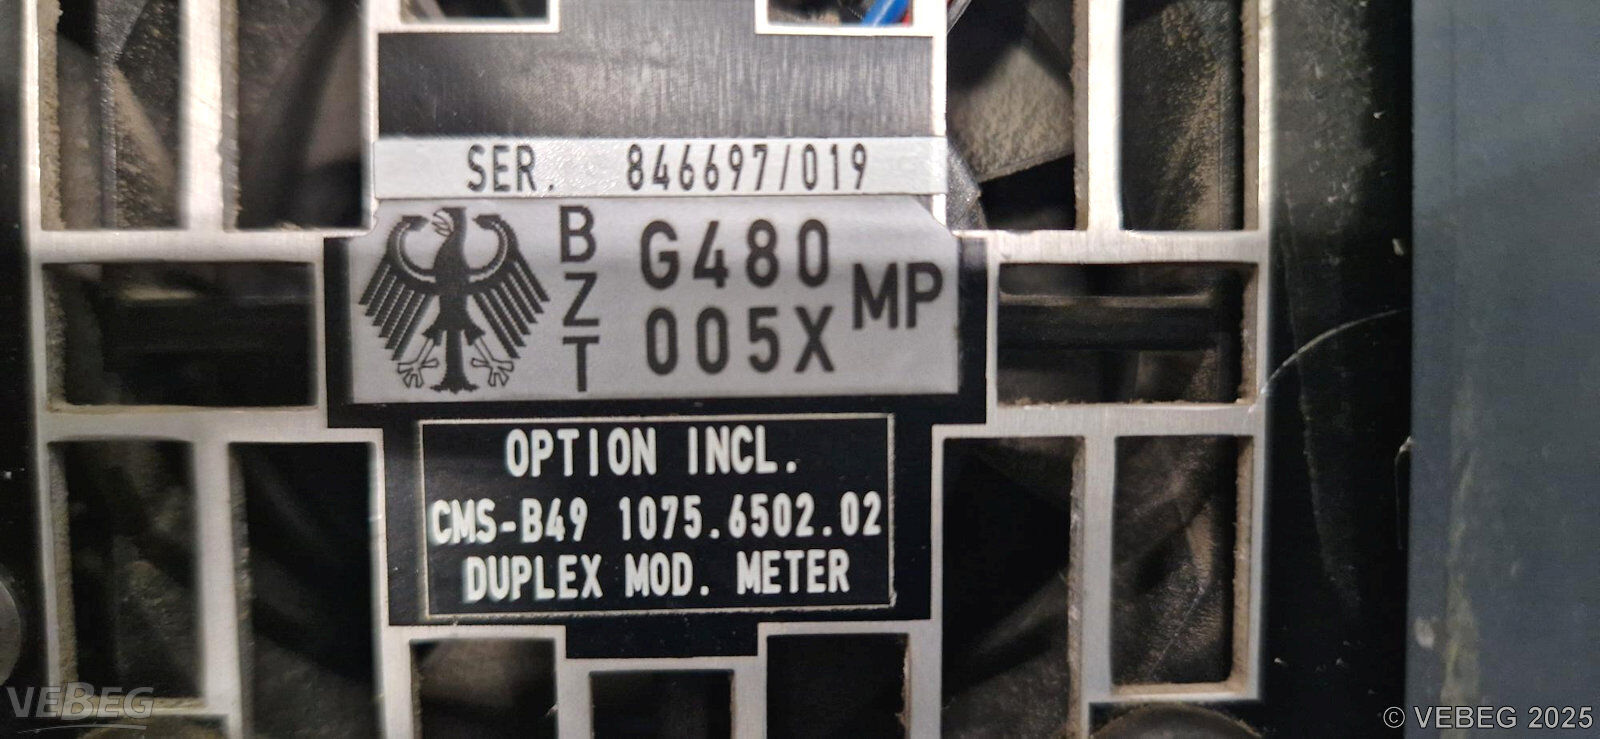 SER. 846697/019
BZT G480 MP
005X
OPTION INCL.
CMS-B49 1075.6502.02
DUPLEX MOD. METER
VEBEG
© VEBEG 2025